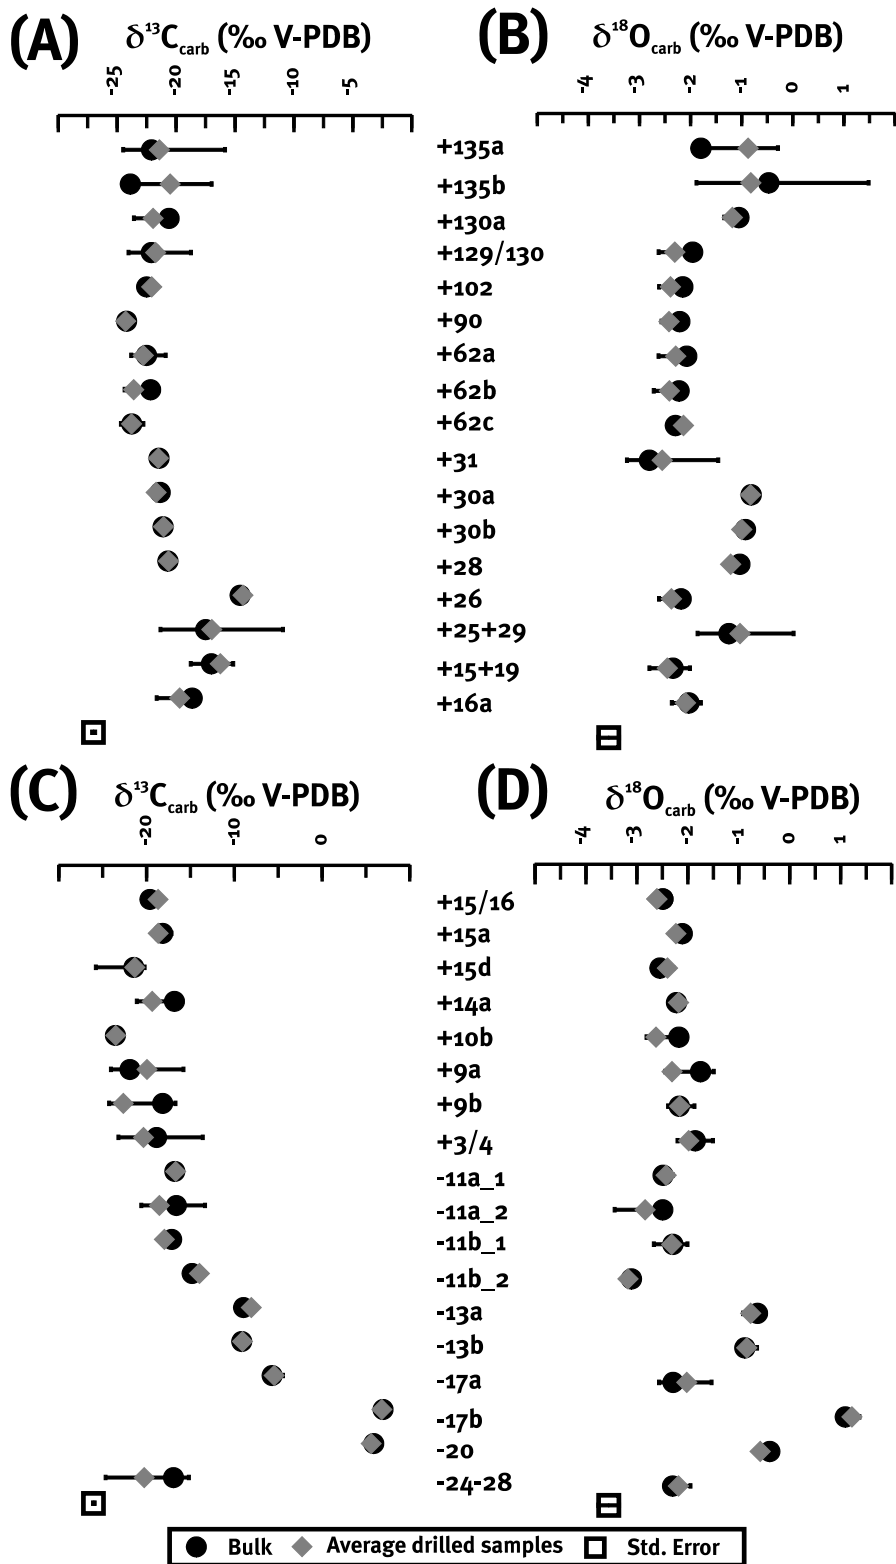 (A) δ¹³Ccarb (‰ V-PDB)
-25 -20 -15 -10 -5
(B) δ¹⁸Ocarb (‰ V-PDB)
-4 -3 -2 -1 0 1
+135a
+135b
+130a
+129/130
+102
+90
+62a
+62b
+62c
+31
+30a
+30b
+28
+26
+25+29
+15+19
+16a
(C) δ¹³Ccarb (‰ V-PDB)
-20 -10 0
(D) δ¹⁸Ocarb (‰ V-PDB)
-4 -3 -2 -1 0 1
+15/16
+15a
+15d
+14a
+10b
+9a
+9b
+3/4
-11a_1
-11a_2
-11b_1
-11b_2
-13a
-13b
-17a
-17b
-20
-24-28
Bulk Average drilled samples Std. Error